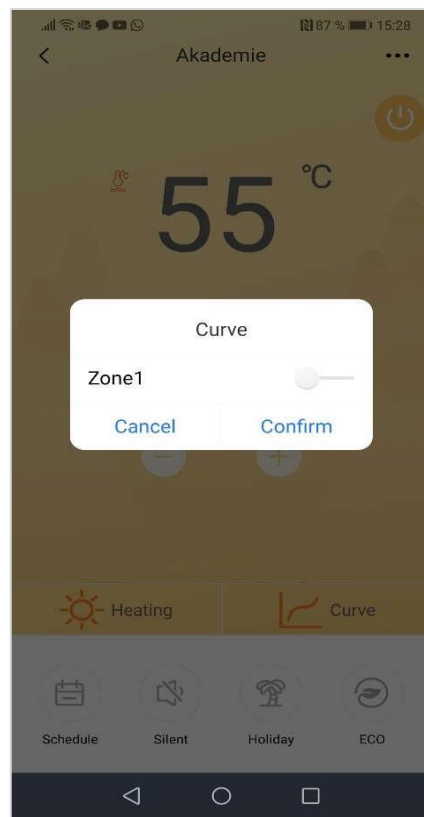 87 % 15:28
Akademie
55 °C
Curve
Zone1
Cancel Confirm
Heating Curve
Schedule Silent Holiday ECO